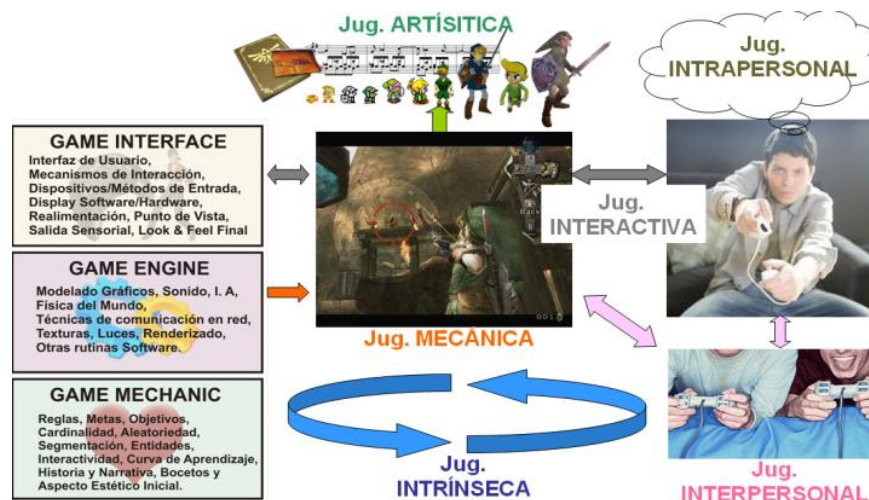 Jug. ARTÍSITICA
Jug.
INTRAPERSONAL
GAME INTERFACE
Interfaz de Usuario,
Mecanismos de Interacción,
Dispositivos/Métodos de Entrada,
Display Software/Hardware,
Realimentación, Punto de Vista,
Salida Sensorial, Look & Feel Final
Jug.
INTERACTIVA
GAME ENGINE
Modelado Gráficos, Sonido, I. A,
Física del Mundo,
Técnicas de comunicación en red,
Texturas, Luces, Renderizado,
Otras rutinas Software.
Back
Jug. MECÁNICA
GAME MECHANIC
Reglas, Metas, Objetivos,
Cardinalidad, Aleatoriedad,
Segmentación, Entidades,
Interactividad, Curva de Aprendizaje,
Historia y Narrativa, Bocetos y
Aspecto Estético Inicial.
Jug.
INTRÍNSECA
Jug.
INTERPERSONAL